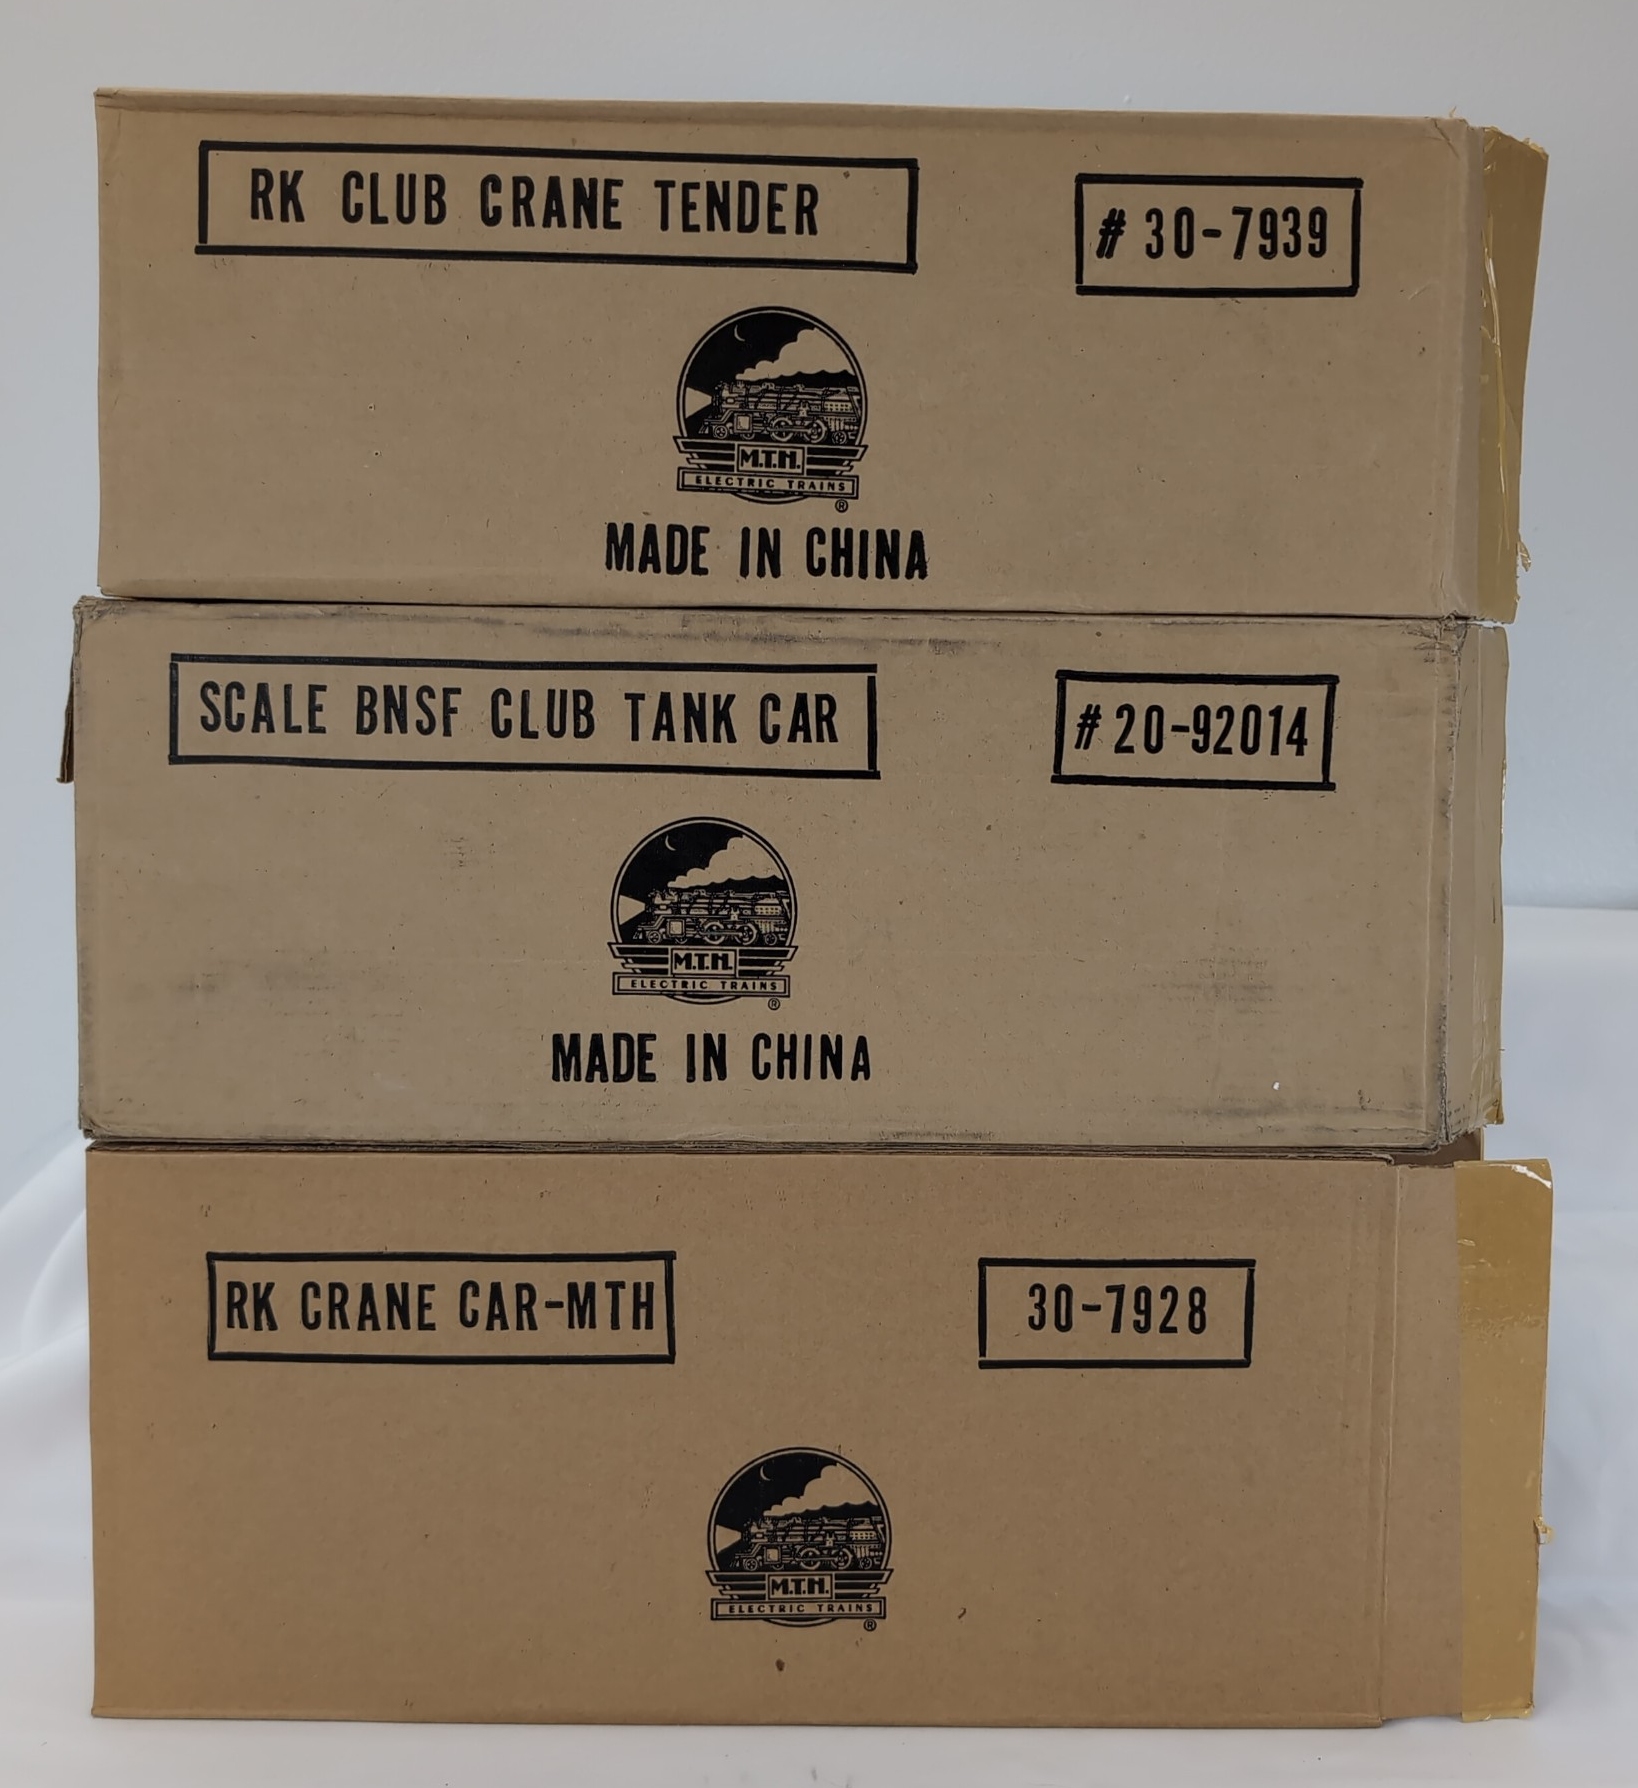 RK CLUB CRANE TENDER
# 30-7939
M.T.H.
ELECTRIC TRAINS
®
MADE IN CHINA
SCALE BNSF CLUB TANK CAR
# 20-92014
M.T.H.
ELECTRIC TRAINS
®
MADE IN CHINA
RK CRANE CAR-MTH
30-7928
M.T.H.
ELECTRIC TRAINS
®